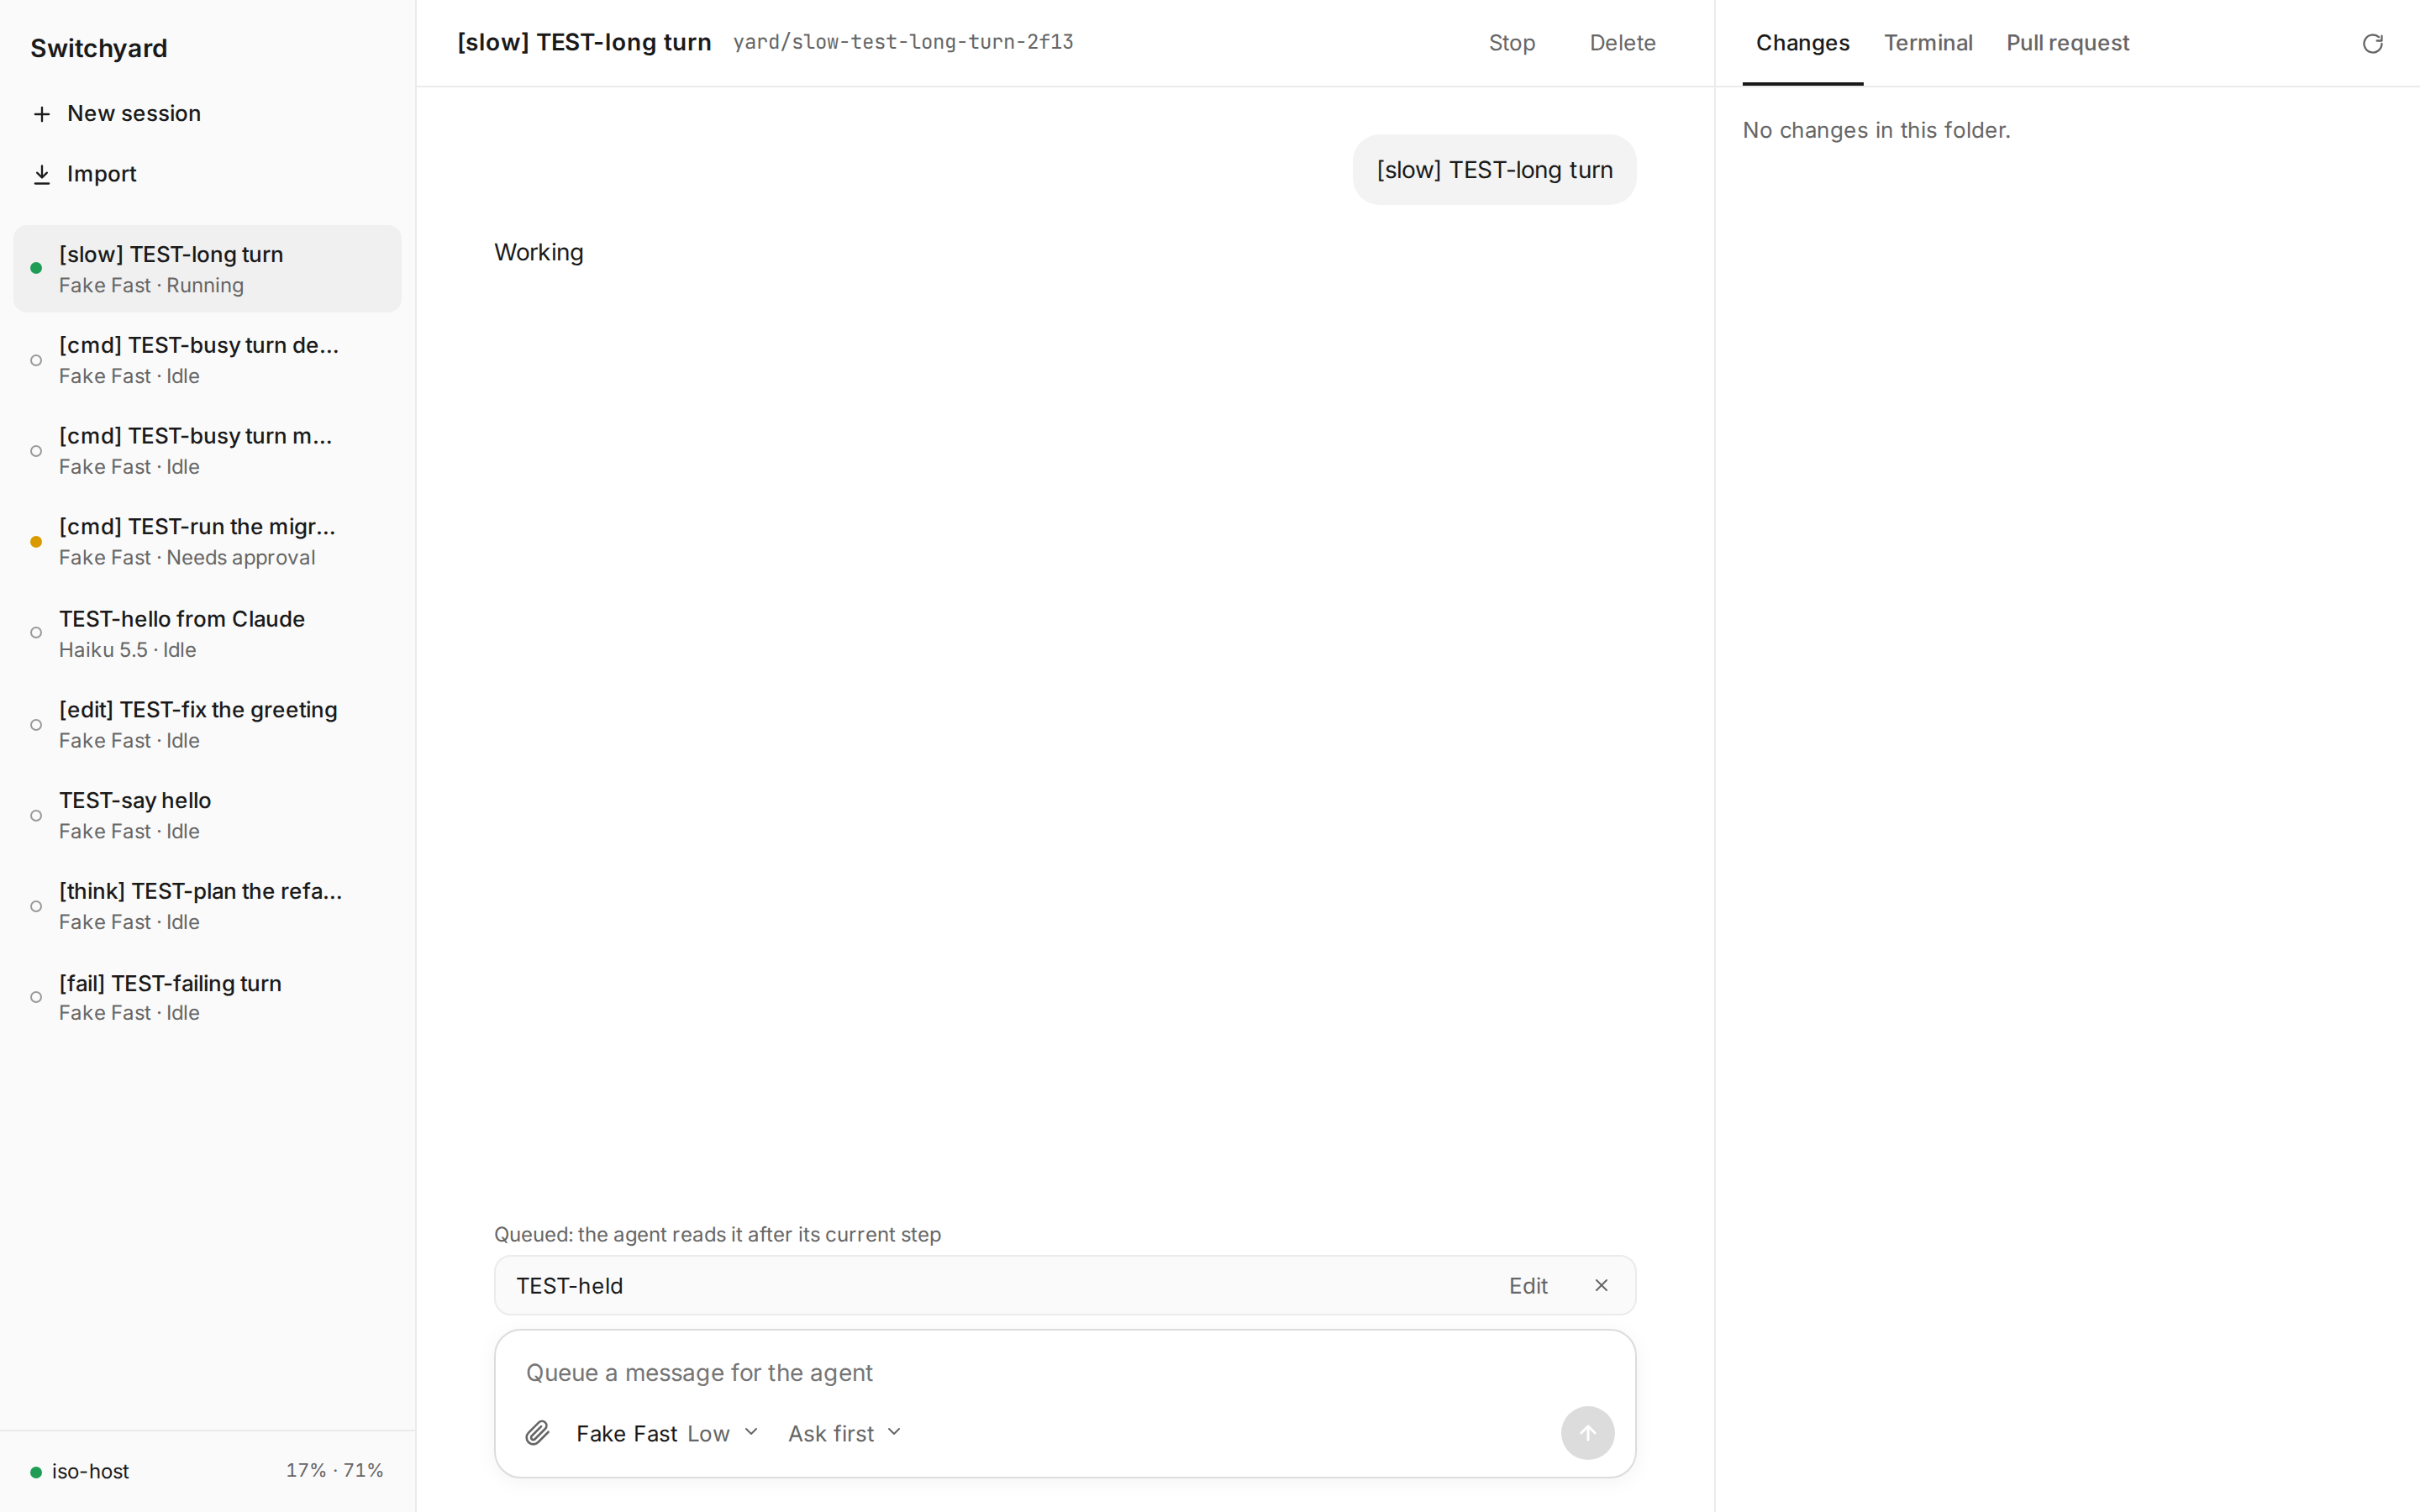 Switchyard
New session
Import
[slow] TEST-long turn
Fake Fast · Running
[cmd] TEST-busy turn de...
Fake Fast · Idle
[cmd] TEST-busy turn m...
Fake Fast · Idle
[cmd] TEST-run the migr...
Fake Fast · Needs approval
TEST-hello from Claude
Haiku 5.5 · Idle
[edit] TEST-fix the greeting
Fake Fast · Idle
TEST-say hello
Fake Fast · Idle
[think] TEST-plan the refa...
Fake Fast · Idle
[fail] TEST-failing turn
Fake Fast · Idle
iso-host 17% · 71%
[slow] TEST-long turn yard/slow-test-long-turn-2f13 Stop Delete
[slow] TEST-long turn
Working
Queued: the agent reads it after its current step
TEST-held Edit
Queue a message for the agent
Fake Fast Low Ask first
Changes Terminal Pull request
No changes in this folder.